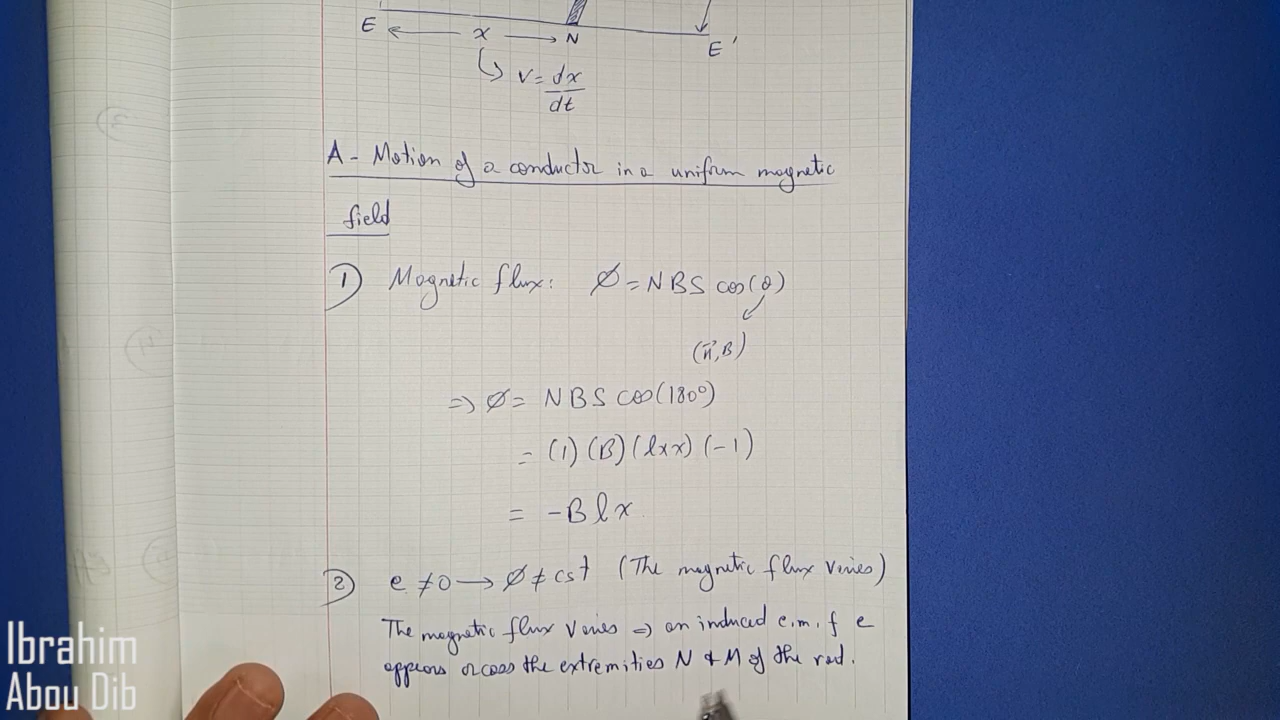 E ← x → N E'
v = dx/dt
A - Motion of a conductor in a uniform magnetic
field
1) Magnetic flux: Ø = NBS cos(θ)
(n⃗, B)
⇒ Ø = NBS cos(180°)
= (1) (B) (l×x) (-1)
= -B l x
2) e ≠ 0 → Ø ≠ cst (The magnetic flux varies)
The magnetic flux varies ⇒ an induced e.m.f e
appears across the extremities N & M of the rod.
Ibrahim
Abou Dib